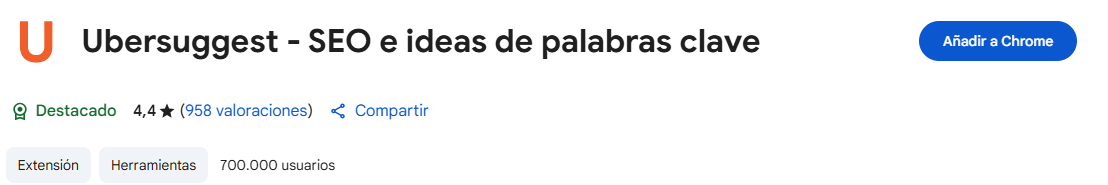 U Ubersuggest - SEO e ideas de palabras clave
Añadir a Chrome
Destacado 4,4★ (958 valoraciones) Compartir
Extensión Herramientas 700.000 usuarios